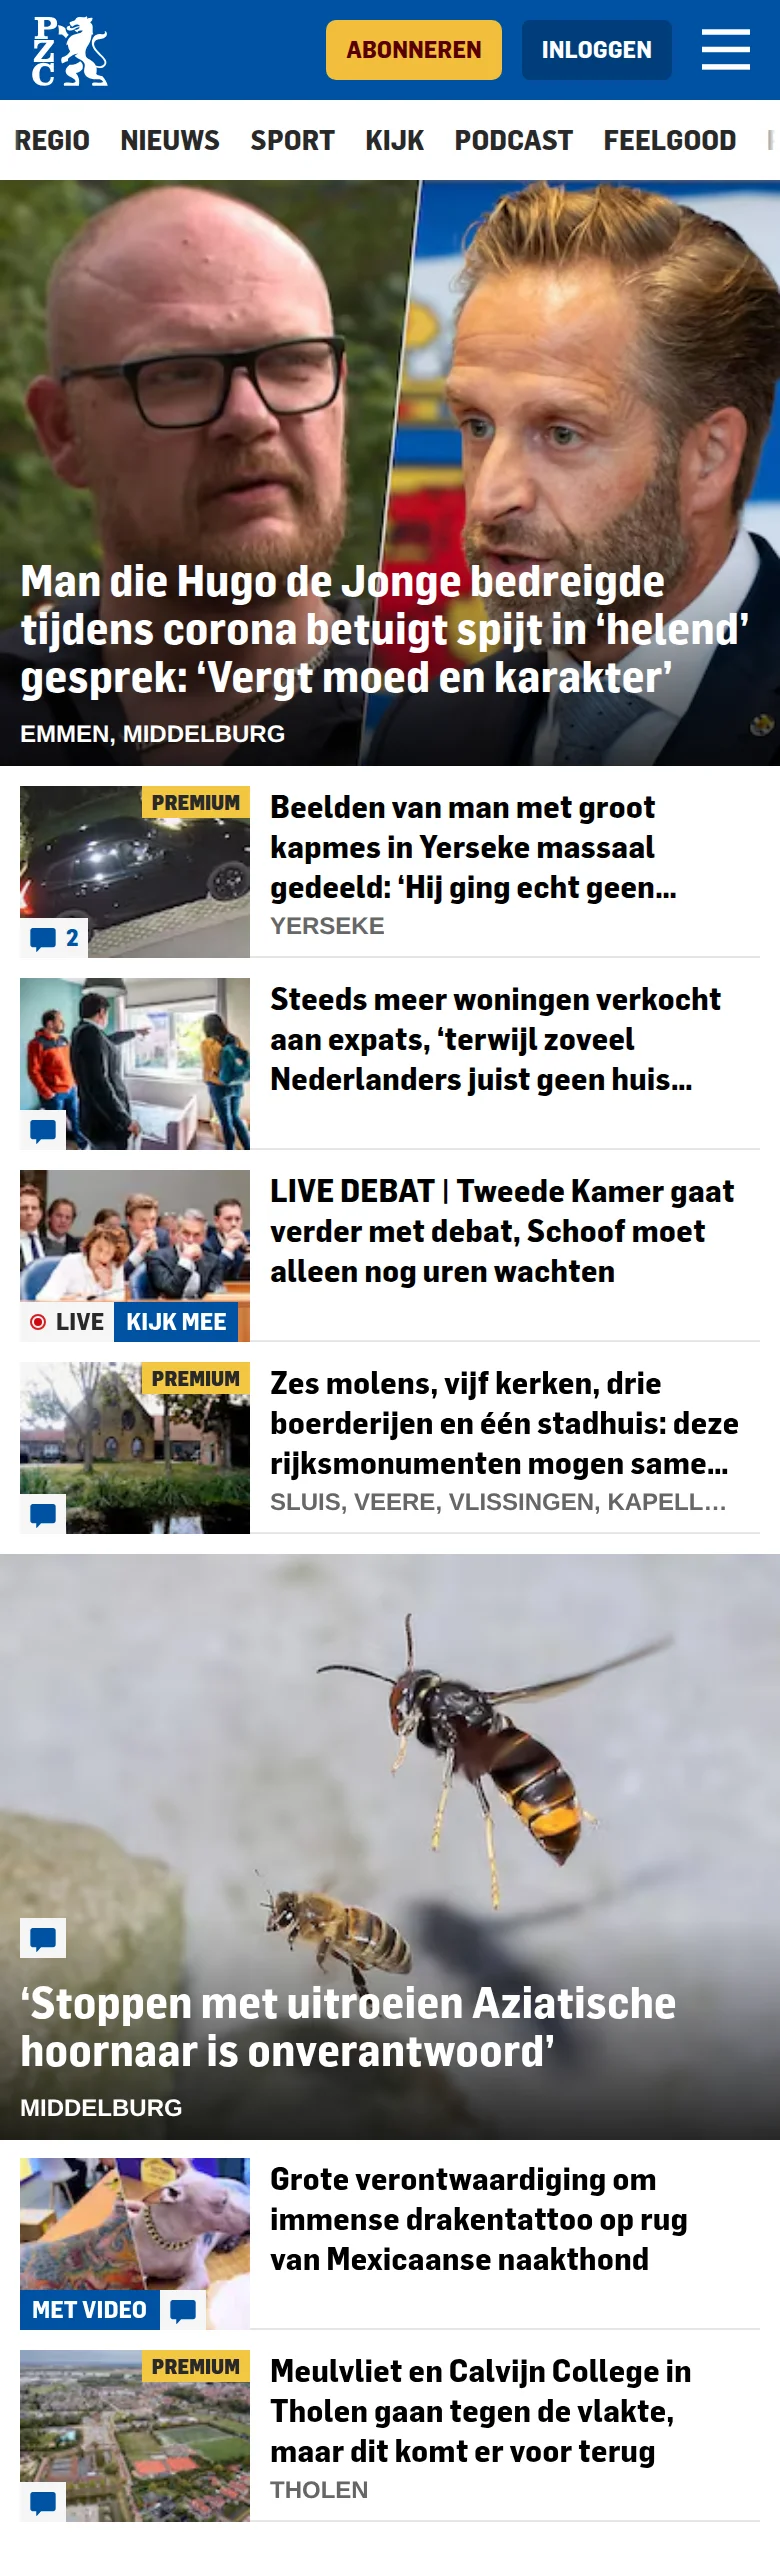 PZC
ABONNEREN
INLOGGEN
REGIO NIEUWS SPORT KIJK PODCAST FEELGOOD
Man die Hugo de Jonge bedreigde
tijdens corona betuigt spijt in ‘helend’
gesprek: ‘Vergt moed en karakter’
EMMEN, MIDDELBURG
PREMIUM
2
Beelden van man met groot
kapmes in Yerseke massaal
gedeeld: ‘Hij ging echt geen...
YERSEKE
Steeds meer woningen verkocht
aan expats, ‘terwijl zoveel
Nederlanders juist geen huis...
LIVE KIJK MEE
LIVE DEBAT | Tweede Kamer gaat
verder met debat, Schoof moet
alleen nog uren wachten
PREMIUM
Zes molens, vijf kerken, drie
boerderijen en één stadhuis: deze
rijksmonumenten mogen same...
SLUIS, VEERE, VLISSINGEN, KAPELL...
‘Stoppen met uitroeien Aziatische
hoornaar is onverantwoord’
MIDDELBURG
MET VIDEO
Grote verontwaardiging om
immense drakentattoo op rug
van Mexicaanse naakthond
PREMIUM
Meulvliet en Calvijn College in
Tholen gaan tegen de vlakte,
maar dit komt er voor terug
THOLEN